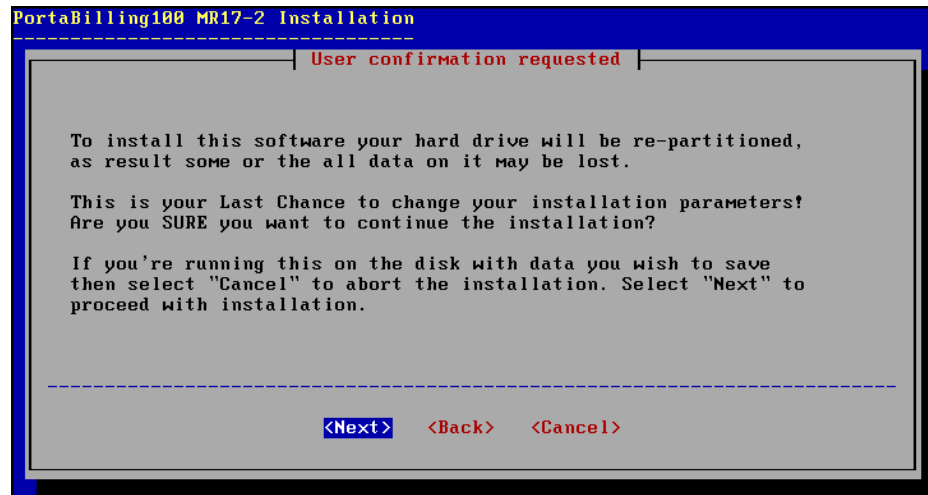 PortaBilling100 MR17-2 Installation
User confirmation requested
To install this software your hard drive will be re-partitioned,
as result some or the all data on it may be lost.
This is your Last Chance to change your installation parameters!
Are you SURE you want to continue the installation?
If you're running this on the disk with data you wish to save
then select "Cancel" to abort the installation. Select "Next" to
proceed with installation.
<Next> <Back> <Cancel>